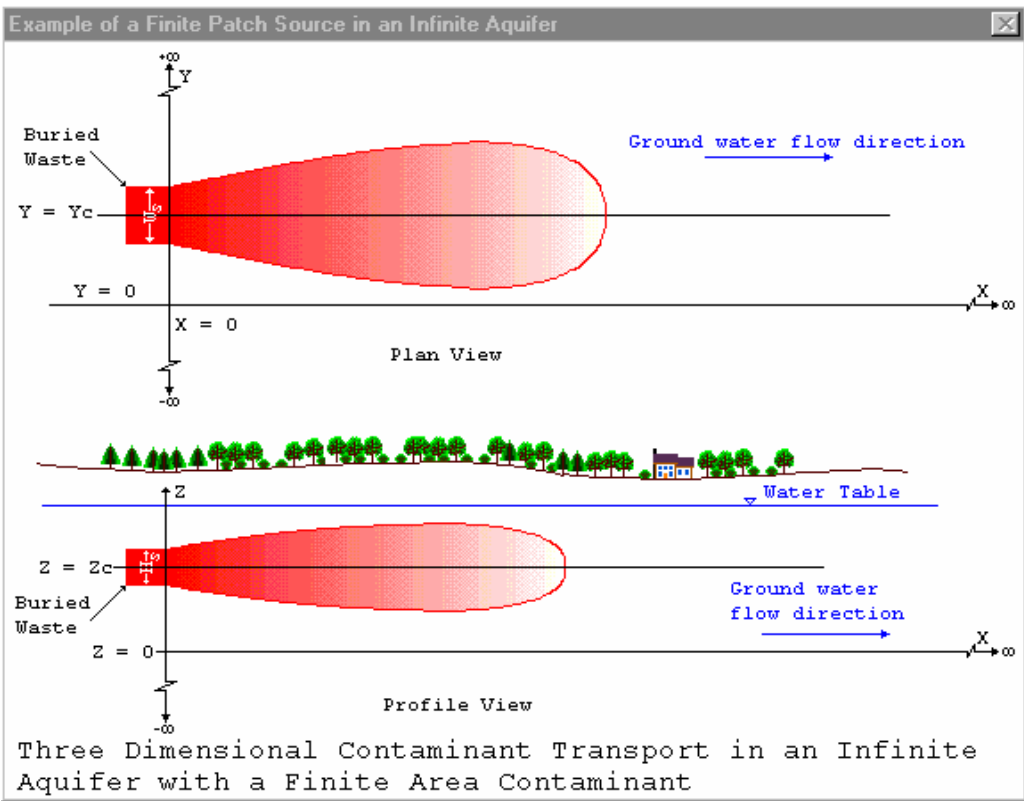 Example of a Finite Patch Source in an Infinite Aquifer
+∞
Y
Buried
Waste
Ground water flow direction
Y = Yc
Ws
Y = 0
X
∞
X = 0
Plan View
-∞
Z
Water Table
Z = Zc
Hs
Buried
Waste
Ground water
flow direction
Z = 0
X
∞
Profile View
-∞
Three Dimensional Contaminant Transport in an Infinite
Aquifer with a Finite Area Contaminant